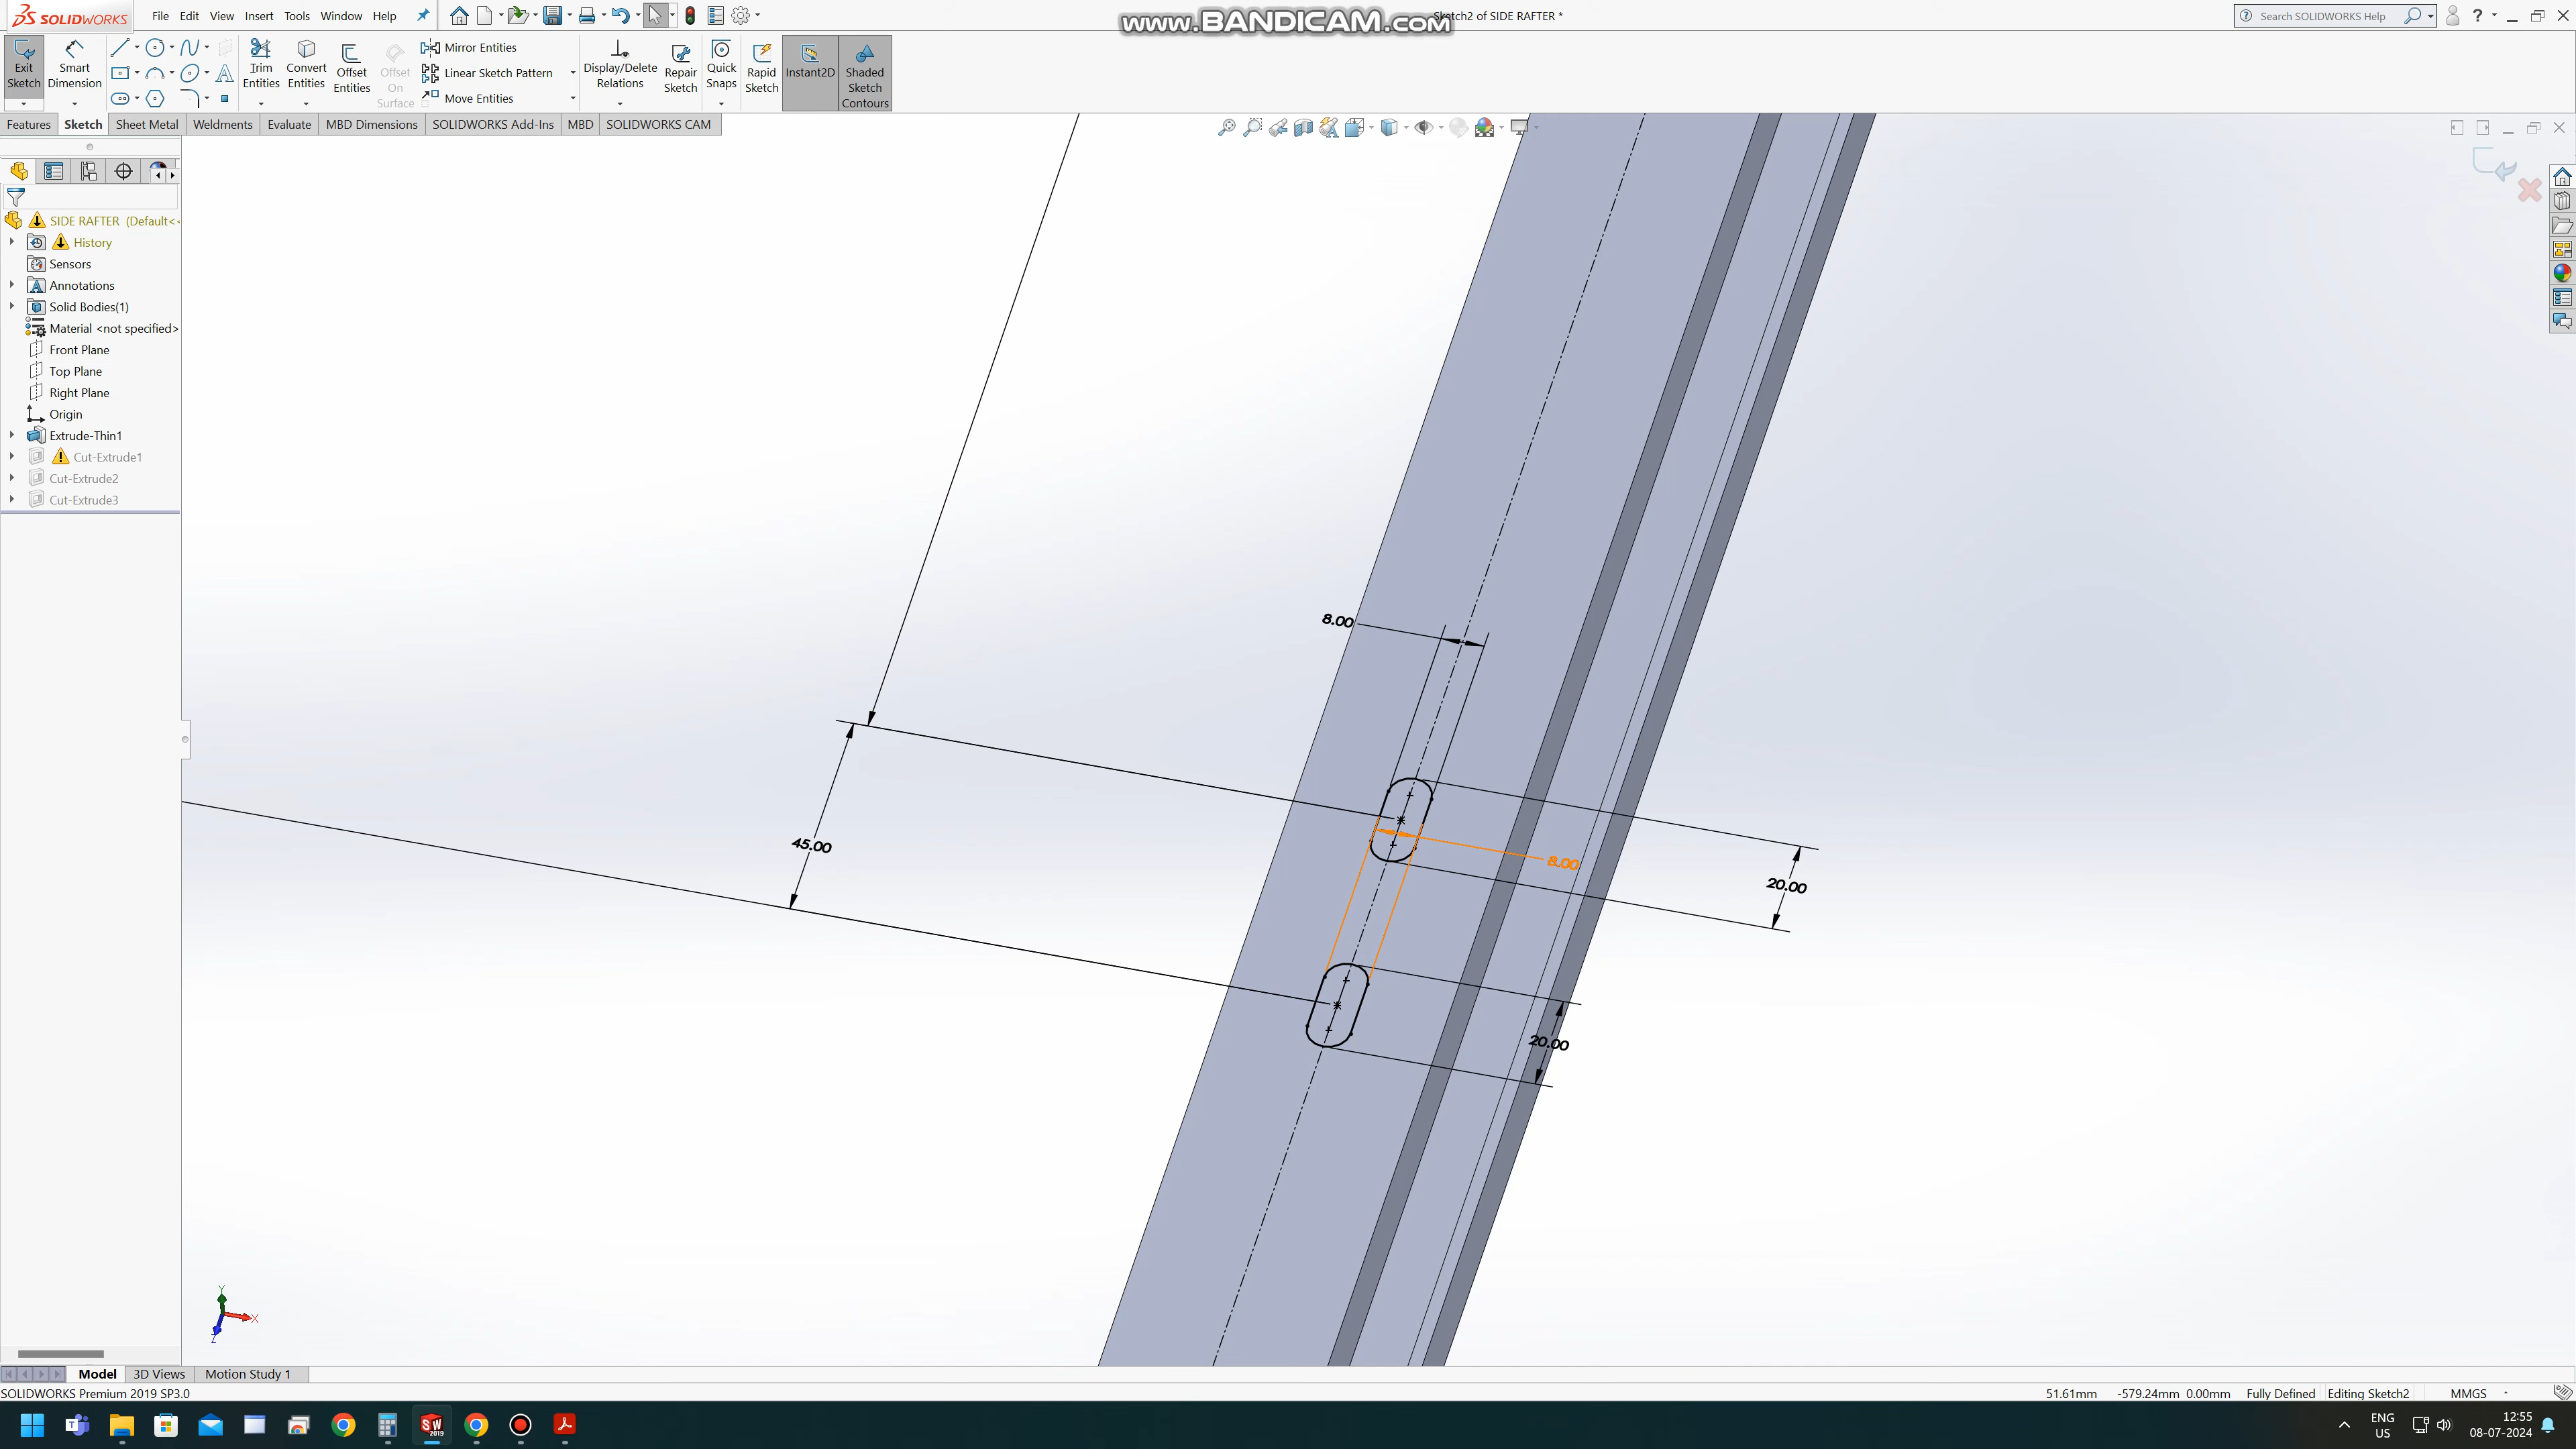 SOLIDWORKS File Edit View Insert Tools Window Help
www.BANDICAM.com
Sketch2 of SIDE RAFTER *
Search SOLIDWORKS Help
Exit Sketch
Smart Dimension
Trim Entities
Convert Entities
Offset Entities
Offset On Surface
Mirror Entities
Linear Sketch Pattern
Move Entities
Display/Delete Relations
Repair Sketch
Quick Snaps
Rapid Sketch
Instant2D
Shaded Sketch Contours
Features Sketch Sheet Metal Weldments Evaluate MBD Dimensions SOLIDWORKS Add-Ins MBD SOLIDWORKS CAM
SIDE RAFTER (Default<
History
Sensors
Annotations
Solid Bodies(1)
Material <not specified>
Front Plane
Top Plane
Right Plane
Origin
Extrude-Thin1
Cut-Extrude1
Cut-Extrude2
Cut-Extrude3
8.00
45.00
8.00
20.00
20.00
Y
X
Z
Model 3D Views Motion Study 1
SOLIDWORKS Premium 2019 SP3.0
51.61mm -579.24mm 0.00mm Fully Defined Editing Sketch2 MMGS
ENG US
12:55
08-07-2024